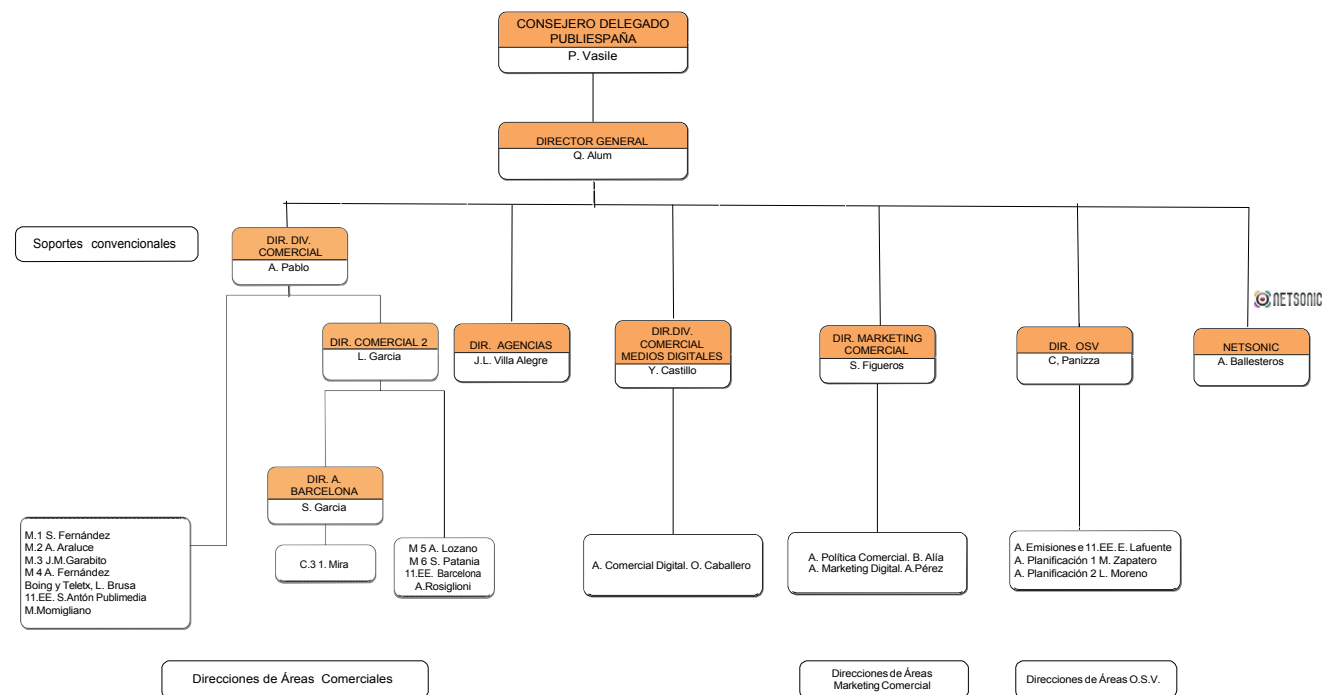 CONSEJERO DELEGADO
PUBLIESPAÑA
P. Vasile
DIRECTOR GENERAL
Q. Alum
Soportes convencionales
DIR. DIV.
COMERCIAL
A. Pablo
NETSONIC
DIR. COMERCIAL 2
L. Garcia
DIR. AGENCIAS
J.L. Villa Alegre
DIR.DIV.
COMERCIAL
MEDIOS DIGITALES
Y. Castillo
DIR. MARKETING
COMERCIAL
S. Figueros
DIR. OSV
C, Panizza
NETSONIC
A. Ballesteros
DIR. A.
BARCELONA
S. Garcia
M.1 S. Fernández
M.2 A. Araluce
M.3 J.M.Garabito
M 4 A. Fernández
Boing y Teletx, L. Brusa
11.EE. S.Antón Publimedia
M.Momigliano
C.3 1. Mira
M 5 A. Lozano
M 6 S. Patania
11.EE. Barcelona
A.Rosiglioni
A. Comercial Digital. O. Caballero
A. Política Comercial. B. Alía
A. Marketing Digital. A.Pérez
A. Emisiones e 11.EE. E. Lafuente
A. Planificación 1 M. Zapatero
A. Planificación 2 L. Moreno
Direcciones de Áreas Comerciales
Direcciones de Áreas
Marketing Comercial
Direcciones de Áreas O.S.V.